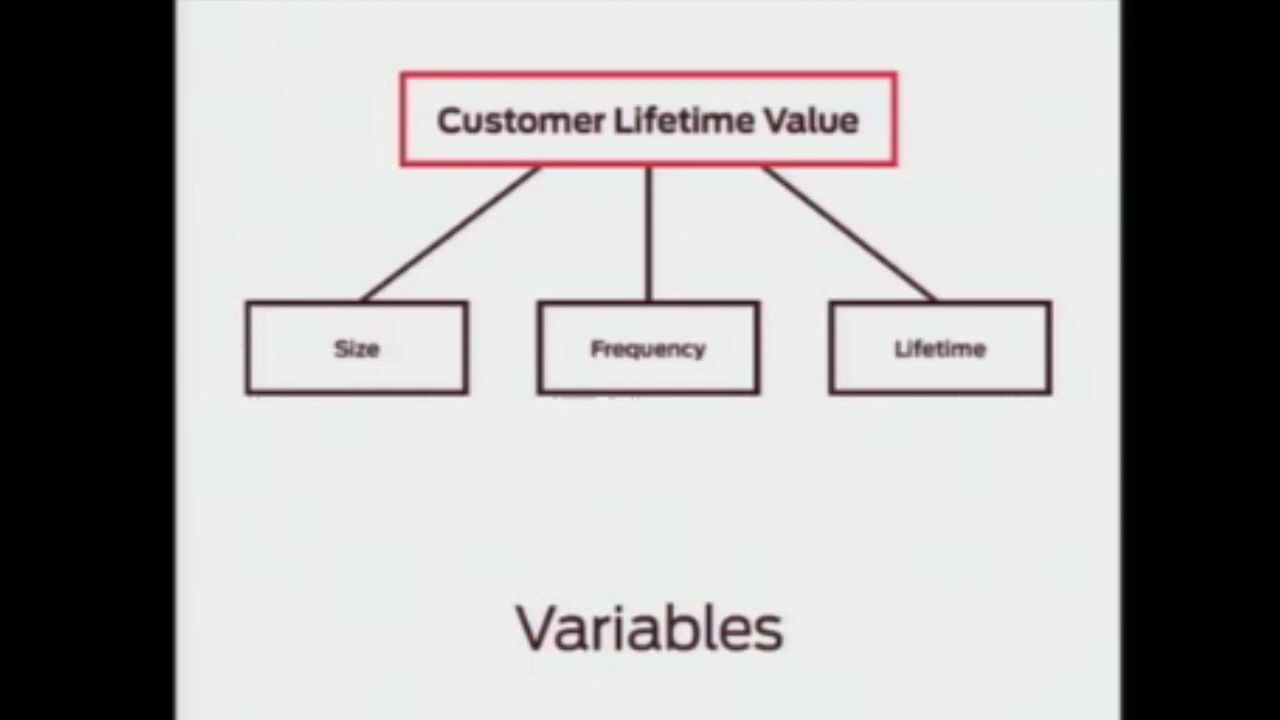 Customer Lifetime Value
Size
Frequency
Lifetime
Variables